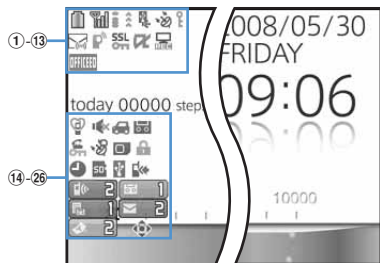 ①-⑬
SSL
OFFICEED
2008/05/30
FRIDAY
today 00000 step
09:06
⑭-㉖
SD
2 1
1 2
2
10000